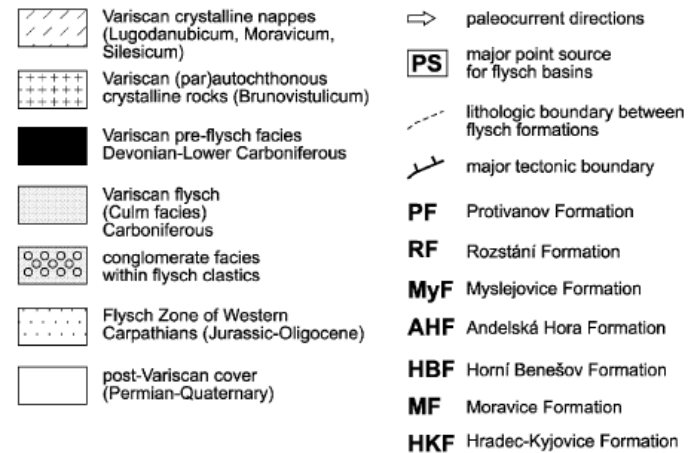 Variscan crystalline nappes
(Lugodanubicum, Moravicum,
Silesicum)
Variscan (par)autochthonous
crystalline rocks (Brunovistulicum)
Variscan pre-flysch facies
Devonian-Lower Carboniferous
Variscan flysch
(Culm facies)
Carboniferous
conglomerate facies
within flysch clastics
Flysch Zone of Western
Carpathians (Jurassic-Oligocene)
post-Variscan cover
(Permian-Quaternary)
paleocurrent directions
PS major point source
for flysch basins
lithologic boundary between
flysch formations
major tectonic boundary
PF Protivanov Formation
RF Rozstání Formation
MyF Myslejovice Formation
AHF Andelská Hora Formation
HBF Horní Benešov Formation
MF Moravice Formation
HKF Hradec-Kyjovice Formation